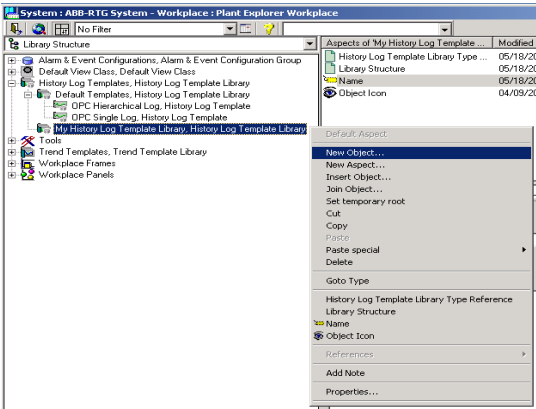 System : ABB-RTG System - Workplace : Plant Explorer Workplace
No Filter
Library Structure
Alarm & Event Configurations, Alarm & Event Configuration Group
Default View Class, Default View Class
History Log Templates, History Log Template Library
Default Templates, History Log Template Library
OPC Hierarchical Log, History Log Template
OPC Single Log, History Log Template
My History Log Template Library, History Log Template Library
Tools
Trend Templates, Trend Template Library
Workplace Frames
Workplace Panels
Aspects of 'My History Log Template ... Modified
History Log Template Library Type ... 05/18/20
Library Structure 05/18/20
Name 05/18/20
Object Icon 04/09/20
Default Aspect
New Object...
New Aspect...
Insert Object...
Join Object...
Set temporary root
Cut
Copy
Paste
Paste special
Delete
Goto Type
History Log Template Library Type Reference
Library Structure
Name
Object Icon
References
Add Note
Properties...